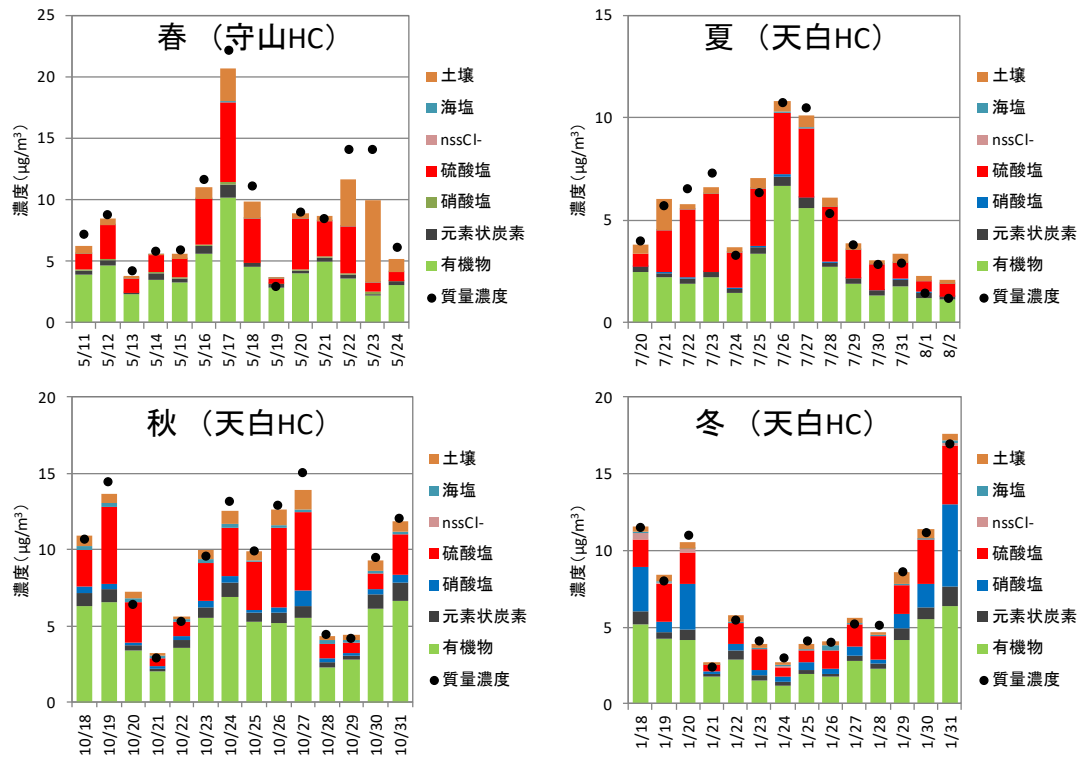 春 （守山HC）
濃度（μg/m³）
25
20
15
10
5
0
5/11
5/12
5/13
5/14
5/15
5/16
5/17
5/18
5/19
5/20
5/21
5/22
5/23
5/24
土壌
海塩
nssCl-
硫酸塩
硝酸塩
元素状炭素
有機物
質量濃度
夏 （天白HC）
濃度（μg/m³）
15
10
5
0
7/20
7/21
7/22
7/23
7/24
7/25
7/26
7/27
7/28
7/29
7/30
7/31
8/1
8/2
土壌
海塩
nssCl-
硫酸塩
硝酸塩
元素状炭素
有機物
質量濃度
秋 （天白HC）
濃度（μg/m³）
20
15
10
5
0
10/18
10/19
10/20
10/21
10/22
10/23
10/24
10/25
10/26
10/27
10/28
10/29
10/30
10/31
土壌
海塩
nssCl-
硫酸塩
硝酸塩
元素状炭素
有機物
質量濃度
冬 （天白HC）
濃度（μg/m³）
20
15
10
5
0
1/18
1/19
1/20
1/21
1/22
1/23
1/24
1/25
1/26
1/27
1/28
1/29
1/30
1/31
土壌
海塩
nssCl-
硫酸塩
硝酸塩
元素状炭素
有機物
質量濃度